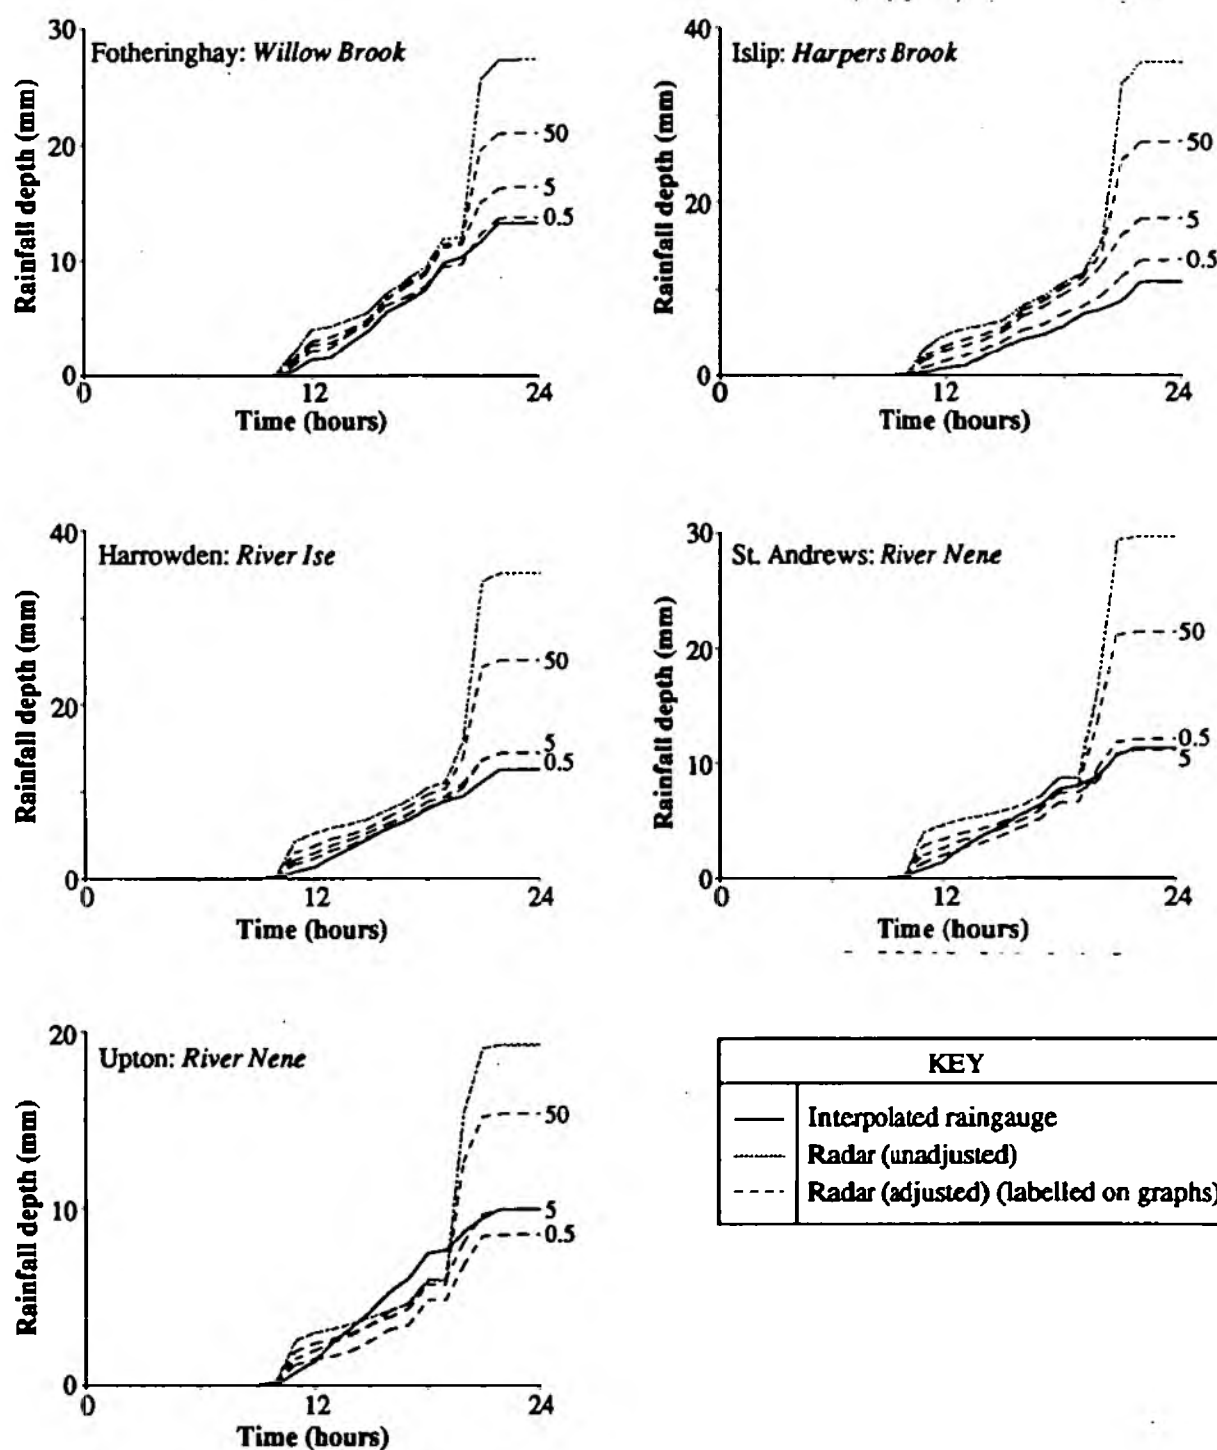 Fotheringhay: Willow Brook
Rainfall depth (mm)
30
20
10
0
50
5
0.5
0
12
24
Time (hours)
Islip: Harpers Brook
Rainfall depth (mm)
40
20
0
50
5
0.5
0
12
24
Time (hours)
Harrowden: River Ise
Rainfall depth (mm)
40
20
0
50
5
0.5
0
12
24
Time (hours)
St. Andrews: River Nene
Rainfall depth (mm)
30
20
10
0
50
0.5
5
0
12
24
Time (hours)
Upton: River Nene
Rainfall depth (mm)
20
10
0
50
5
0.5
0
12
24
Time (hours)
KEY
Interpolated raingauge
Radar (unadjusted)
Radar (adjusted) (labelled on graphs)